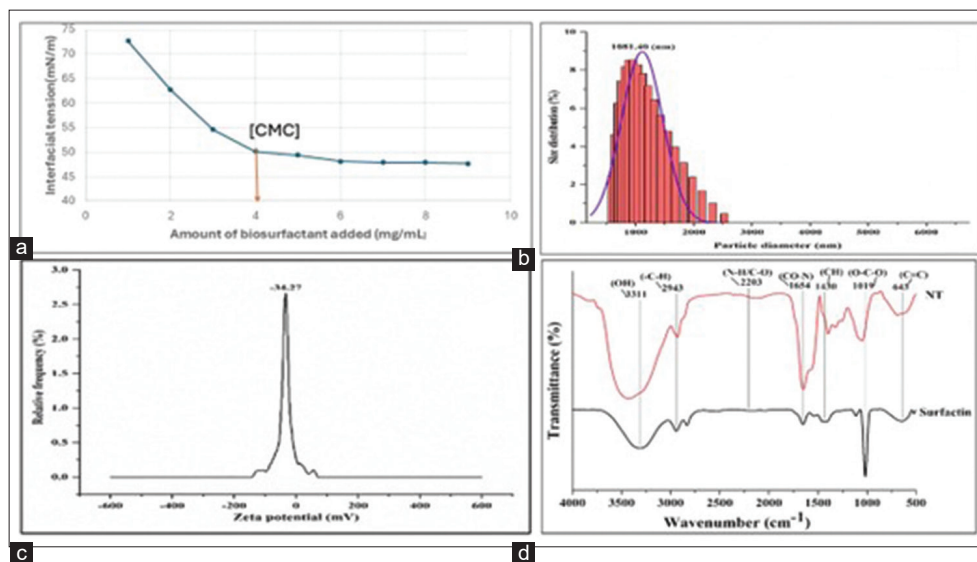 75
70
65
60
55
50
45
40
Interfacial tension(mN/m)
[CMC]
0
2
4
6
8
10
Amount of biosurfactant added (mg/mL)
a
10
8
6
4
2
0
Size distribution (%)
1081.40 (nm)
1000
2000
3000
5000
6000
Particle diameter (nm)
b
3.0
2.5
2.0
1.5
1.0
0.5
0.0
Relative frequency (%)
-34.27
-600
-400
-200
0
200
400
600
Zeta potential (mV)
c
(OH)
3311
(-C-H)
2943
(N-H/C-O)
2203
(CO-N)
1654
(CH)
1430
(O-C-O)
1019
(C=C)
643
NT
Surfactin
Transmittance (%)
4000
3500
3000
2500
2000
1500
1000
500
Wavenumber (cm⁻¹)
d